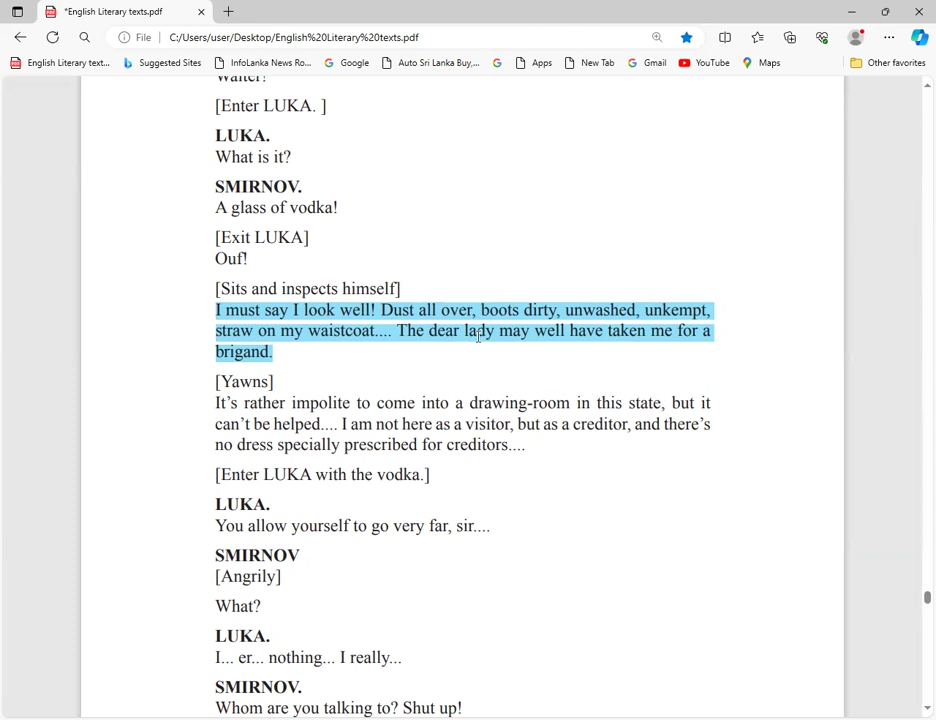 *English Literary texts.pdf
File
C:/Users/user/Desktop/English%20Literary%20texts.pdf
English Literary text... Suggested Sites InfoLanka News Ro... Google Auto Sri Lanka Buy,... Apps New Tab Gmail YouTube Maps Other favorites
Waiter!
[Enter LUKA. ]
LUKA.
What is it?
SMIRNOV.
A glass of vodka!
[Exit LUKA]
Ouf!
[Sits and inspects himself]
I must say I look well! Dust all over, boots dirty, unwashed, unkempt,
straw on my waistcoat.... The dear lady may well have taken me for a
brigand.
[Yawns]
It’s rather impolite to come into a drawing-room in this state, but it
can’t be helped.... I am not here as a visitor, but as a creditor, and there’s
no dress specially prescribed for creditors....
[Enter LUKA with the vodka.]
LUKA.
You allow yourself to go very far, sir....
SMIRNOV
[Angrily]
What?
LUKA.
I... er... nothing... I really...
SMIRNOV.
Whom are you talking to? Shut up!